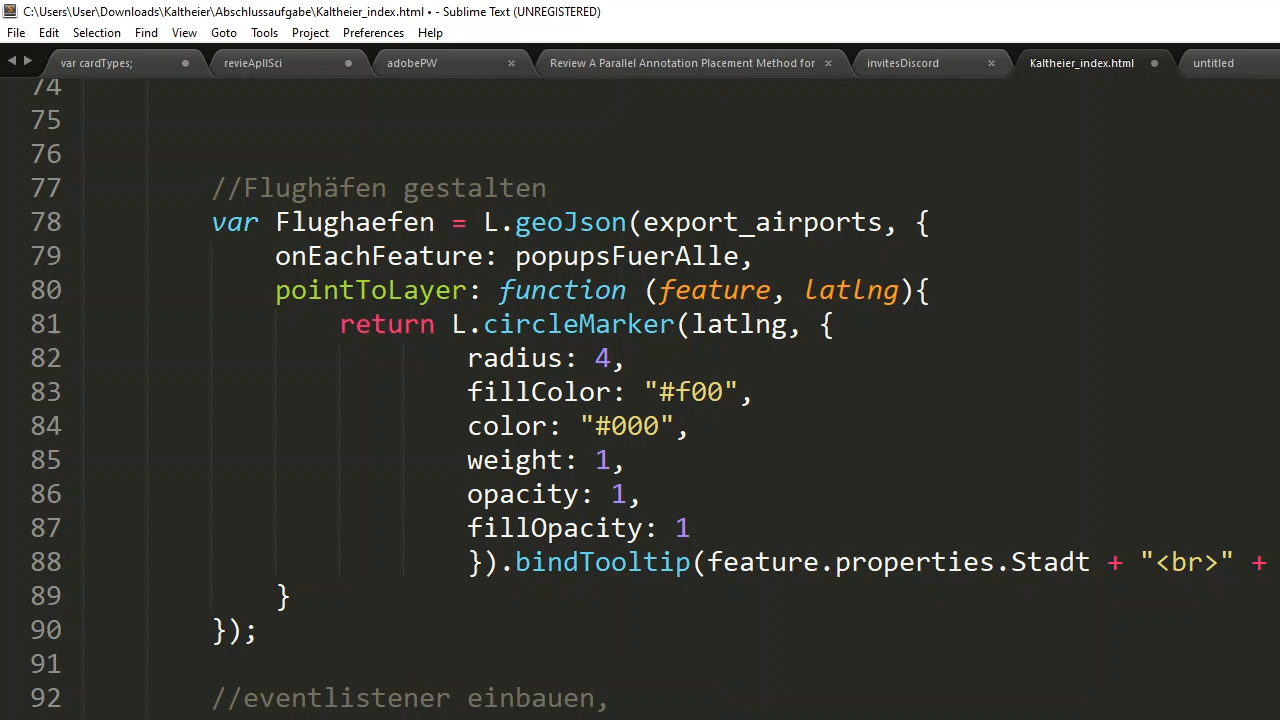 C:\Users\User\Downloads\Kaltheier\Abschlussaufgabe\Kaltheier_index.html • - Sublime Text (UNREGISTERED)
File Edit Selection Find View Goto Tools Project Preferences Help
var cardTypes; revieApllSci adobePW Review A Parallel Annotation Placement Method for invitesDiscord Kaltheier_index.html untitled
74
75
76
77 //Flughäfen gestalten
78 var Flughaefen = L.geoJson(export_airports, {
79 onEachFeature: popupsFuerAlle,
80 pointToLayer: function (feature, latlng){
81 return L.circleMarker(latlng, {
82 radius: 4,
83 fillColor: "#f00",
84 color: "#000",
85 weight: 1,
86 opacity: 1,
87 fillOpacity: 1
88 }).bindTooltip(feature.properties.Stadt + "<br>" +
89 }
90 });
91
92 //eventlistener einbauen,